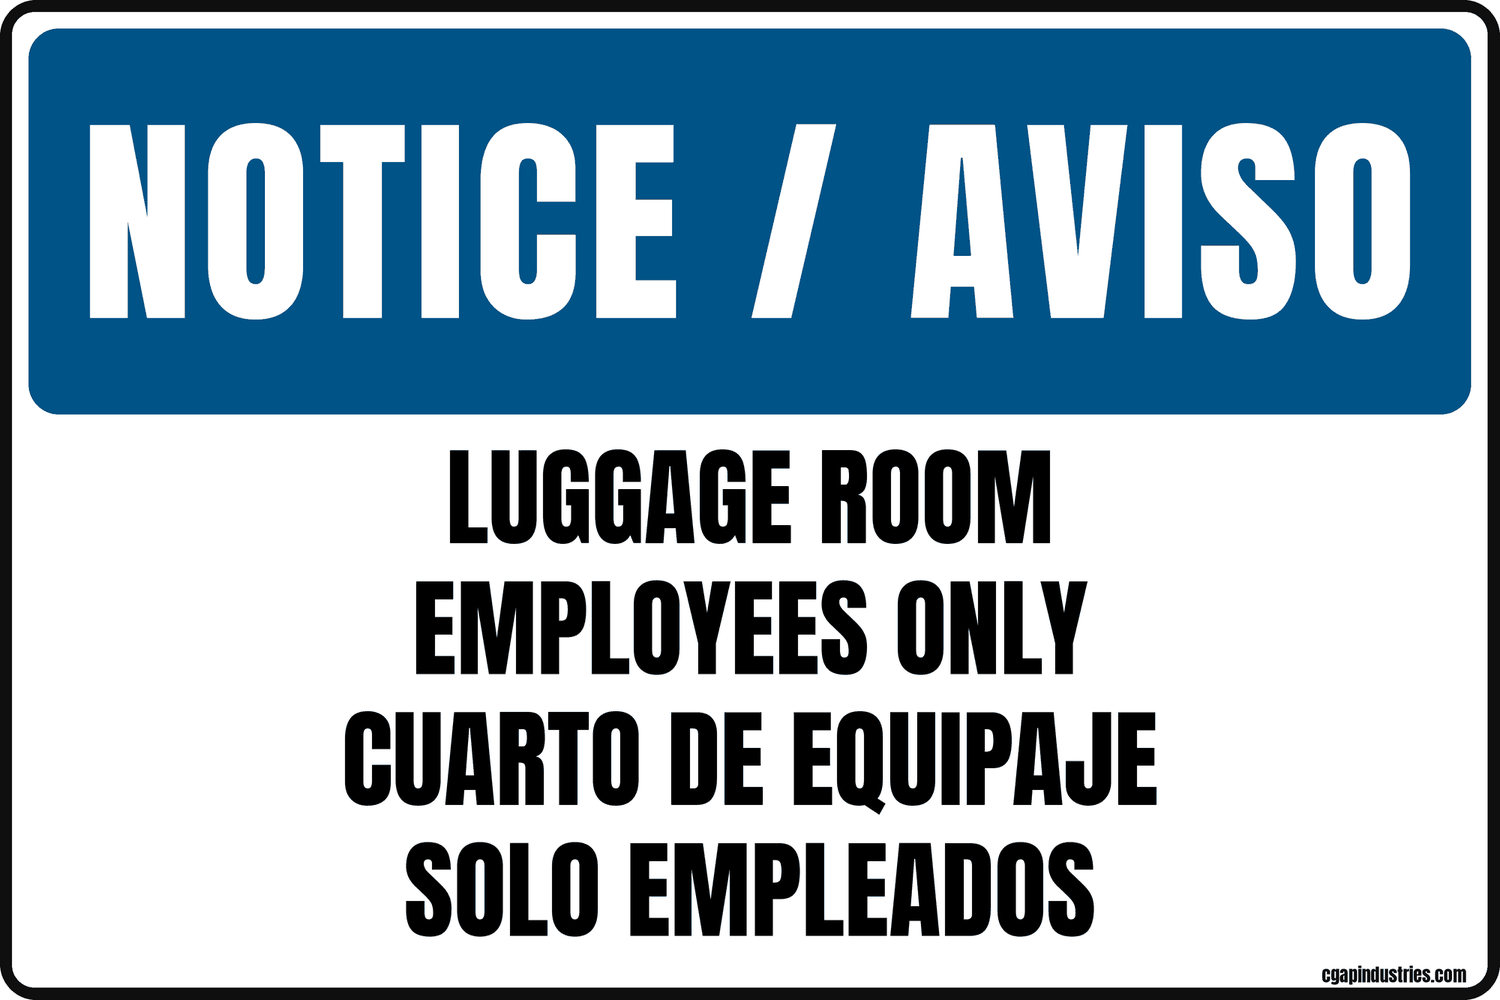 NOTICE / AVISO
LUGGAGE ROOM
EMPLOYEES ONLY
CUARTO DE EQUIPAJE
SOLO EMPLEADOS
cgapindustries.com